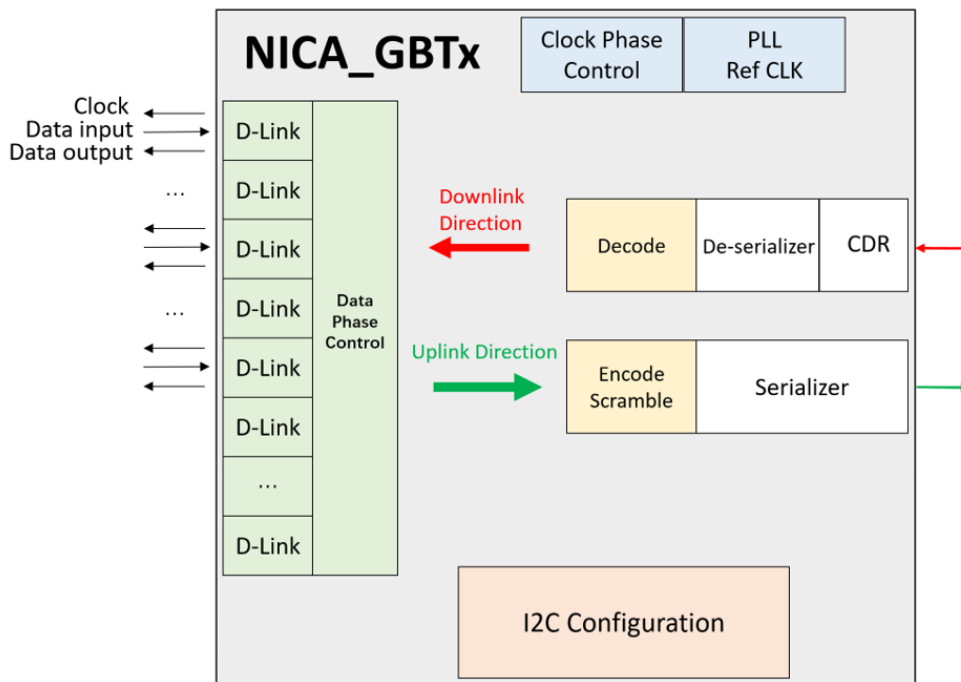 NICA_GBTx
Clock Phase
Control
PLL
Ref CLK
Clock
Data input
Data output
...
...
D-Link
D-Link
D-Link
D-Link
D-Link
D-Link
...
D-Link
Data
Phase
Control
Downlink
Direction
Decode
De-serializer
CDR
Uplink Direction
Encode
Scramble
Serializer
I2C Configuration